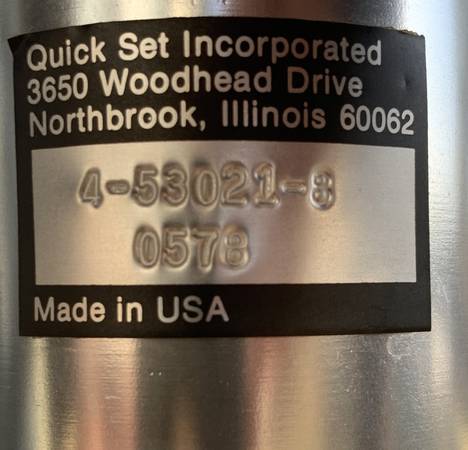 Quick Set Incorporated
3650 Woodhead Drive
Northbrook, Illinois 60062
4-53021-8
0578
Made in USA